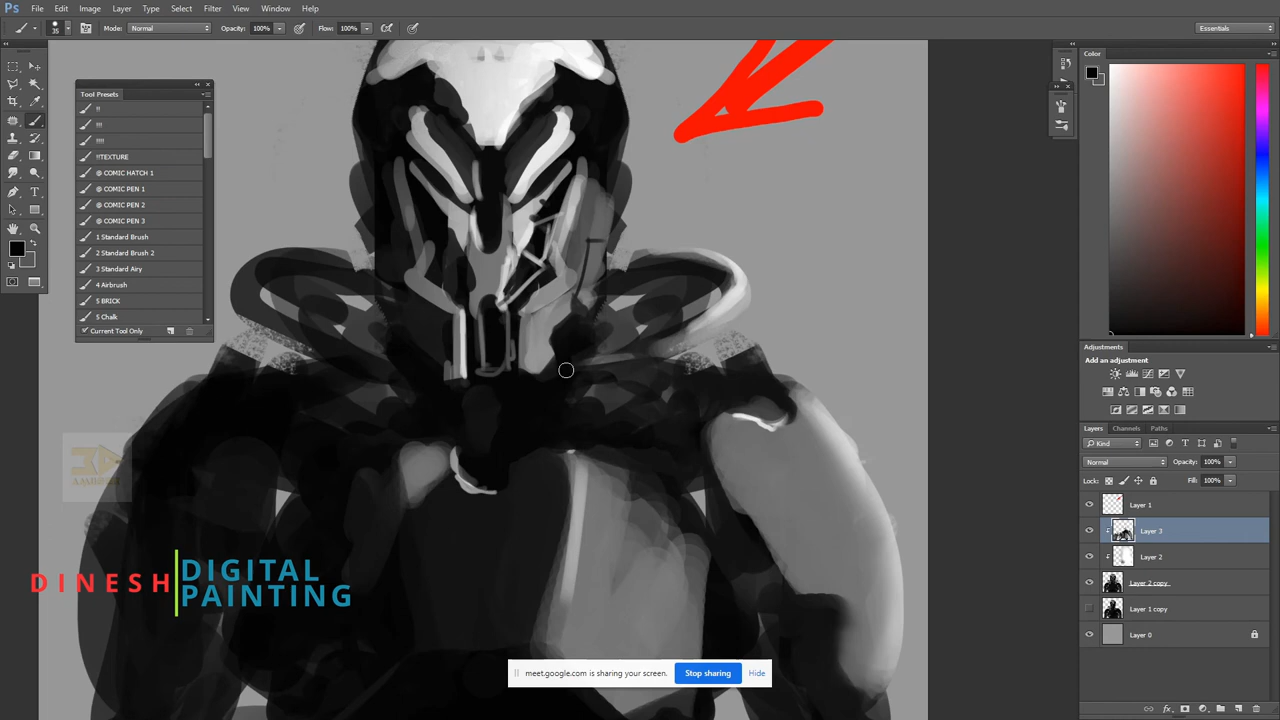 Ps File Edit Image Layer Type Select Filter 3D View Window Help
35 Mode: Normal Opacity: 100% Flow: 100% Essentials
Tool Presets
!!
!!!
!!!!
!!TEXTURE
@ COMIC HATCH 1
@ COMIC PEN 1
@ COMIC PEN 2
@ COMIC PEN 3
1 Standard Brush
2 Standard Brush 2
3 Standard Airy
4 Airbrush
5 BRICK
5 Chalk
Current Tool Only
Color
Adjustments
Add an adjustment
Layers Channels Paths
Kind
Normal Opacity: 100%
Lock: Fill: 100%
Layer 1
Layer 3
Layer 2
Layer 2 copy
Layer 1 copy
Layer 0
fx
DINESH
DIGITAL
PAINTING
meet.google.com is sharing your screen. Stop sharing Hide